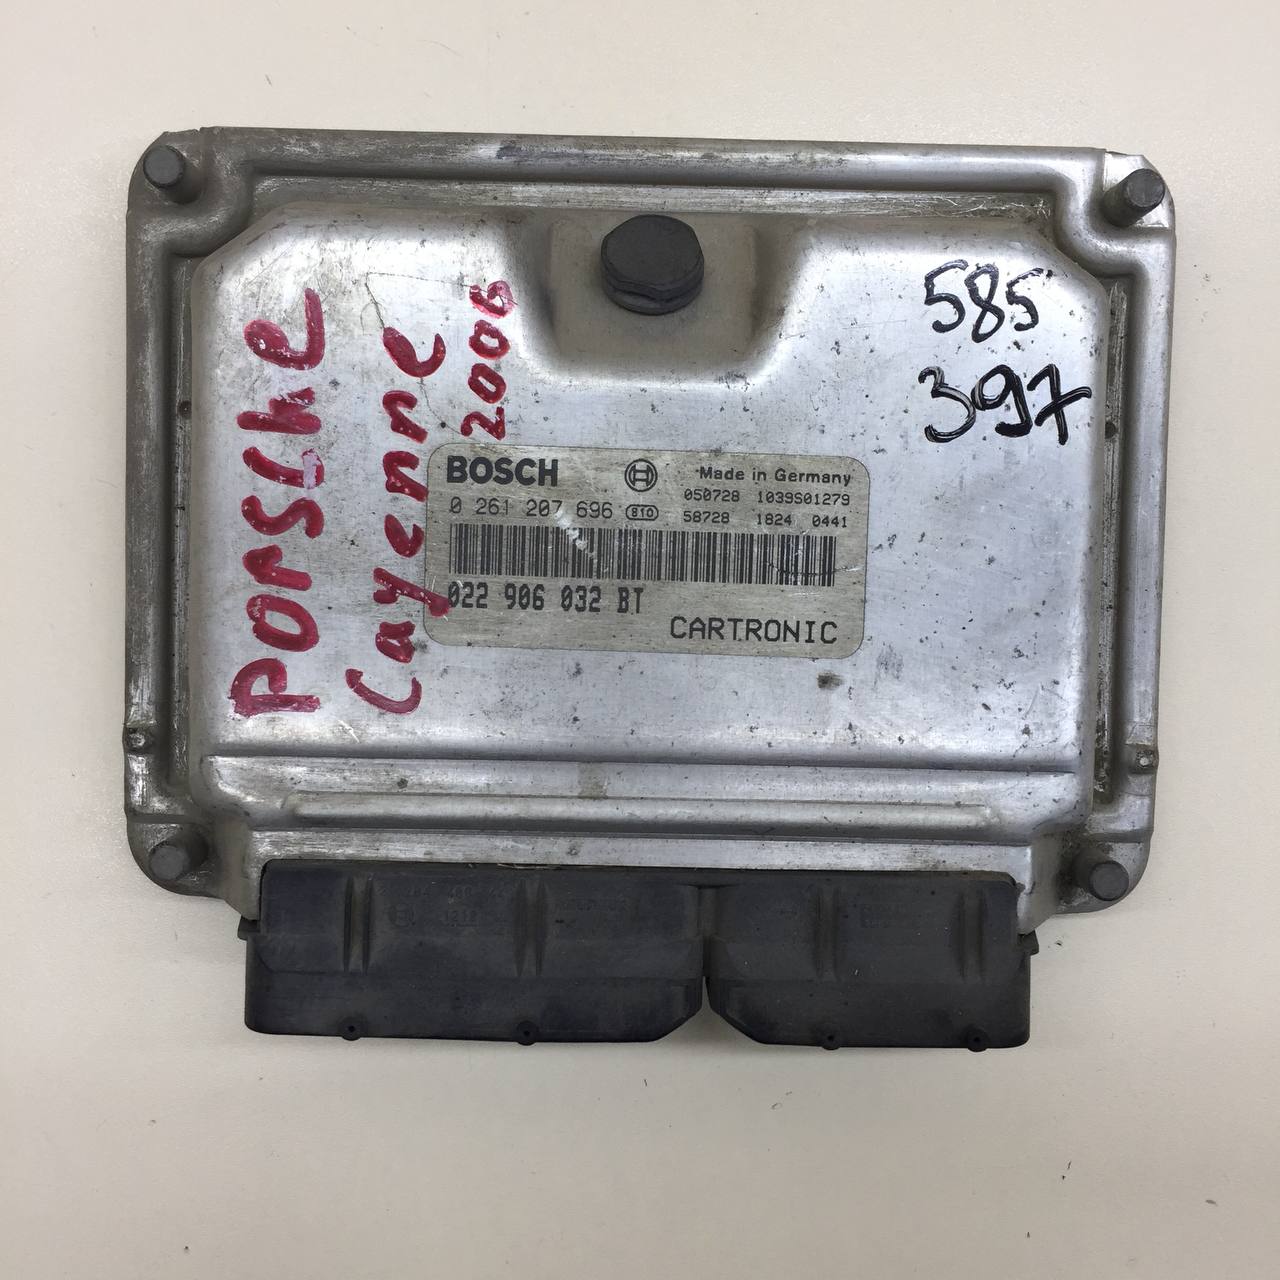 Porsche
Cayenne
2006
585
397
BOSCH
Made in Germany
0 261 207 696 B10
050728 1039S01279
58728 1824 0441
022 906 032 BT
CARTRONIC